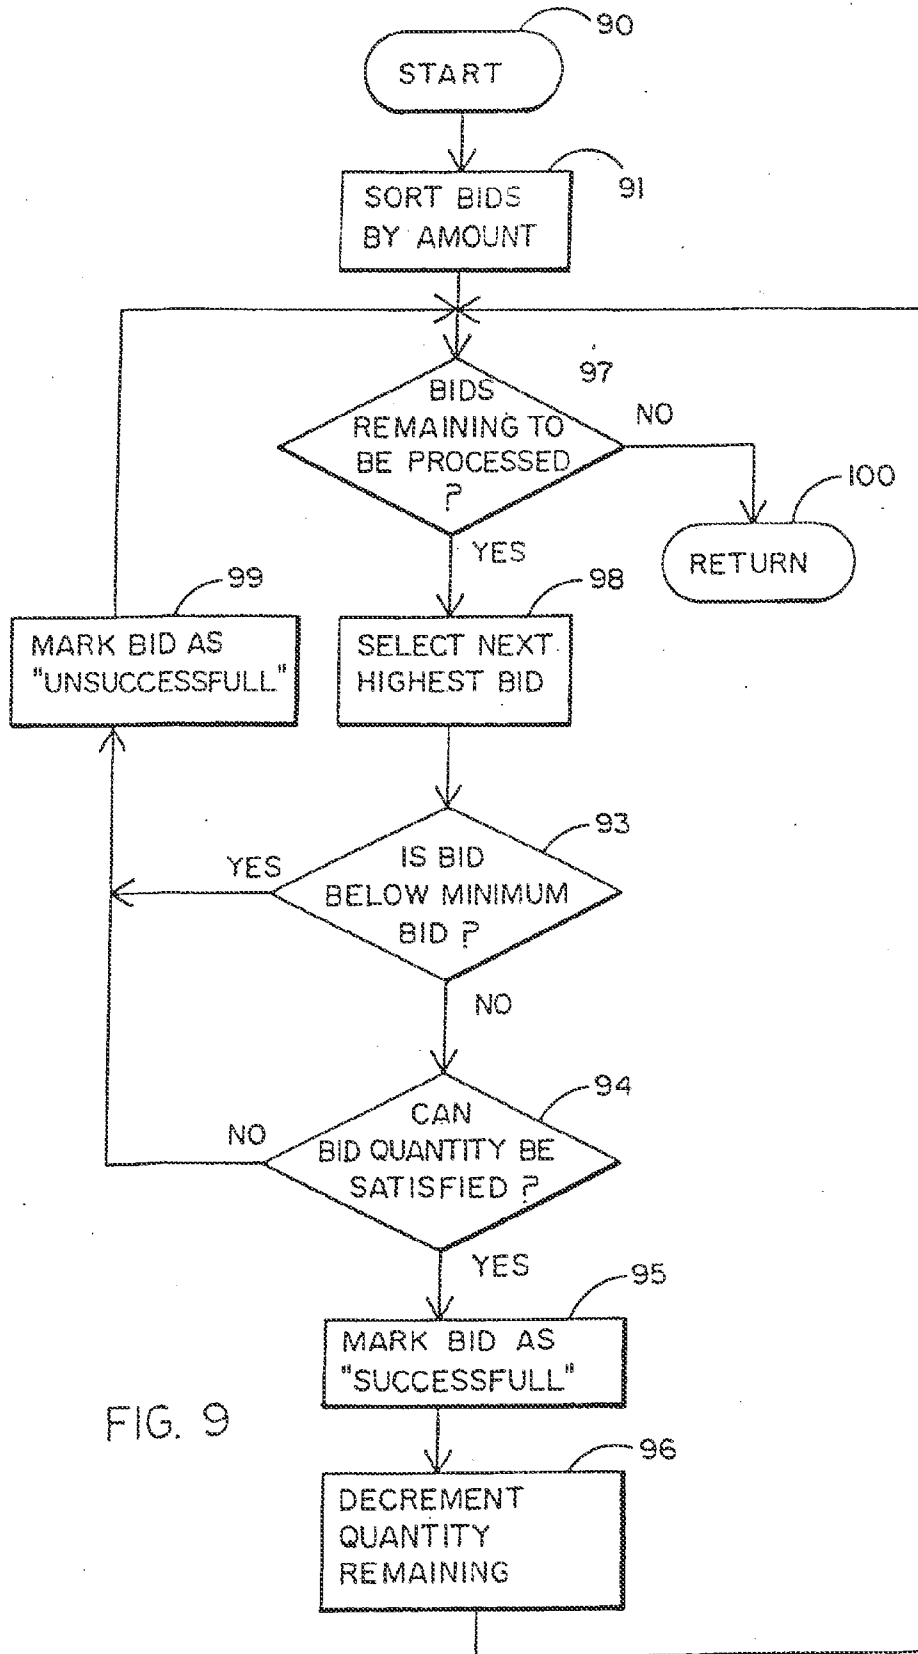 90
START
91
SORT BIDS
BY AMOUNT
97
BIDS
REMAINING TO
BE PROCESSED
?
NO
100
RETURN
YES
99
MARK BID AS
"UNSUCCESSFULL"
98
SELECT NEXT
HIGHEST BID
93
YES
IS BID
BELOW MINIMUM
BID ?
NO
94
NO
CAN
BID QUANTITY BE
SATISFIED ?
YES
95
MARK BID AS
"SUCCESSFULL"
FIG. 9
96
DECREMENT
QUANTITY
REMAINING